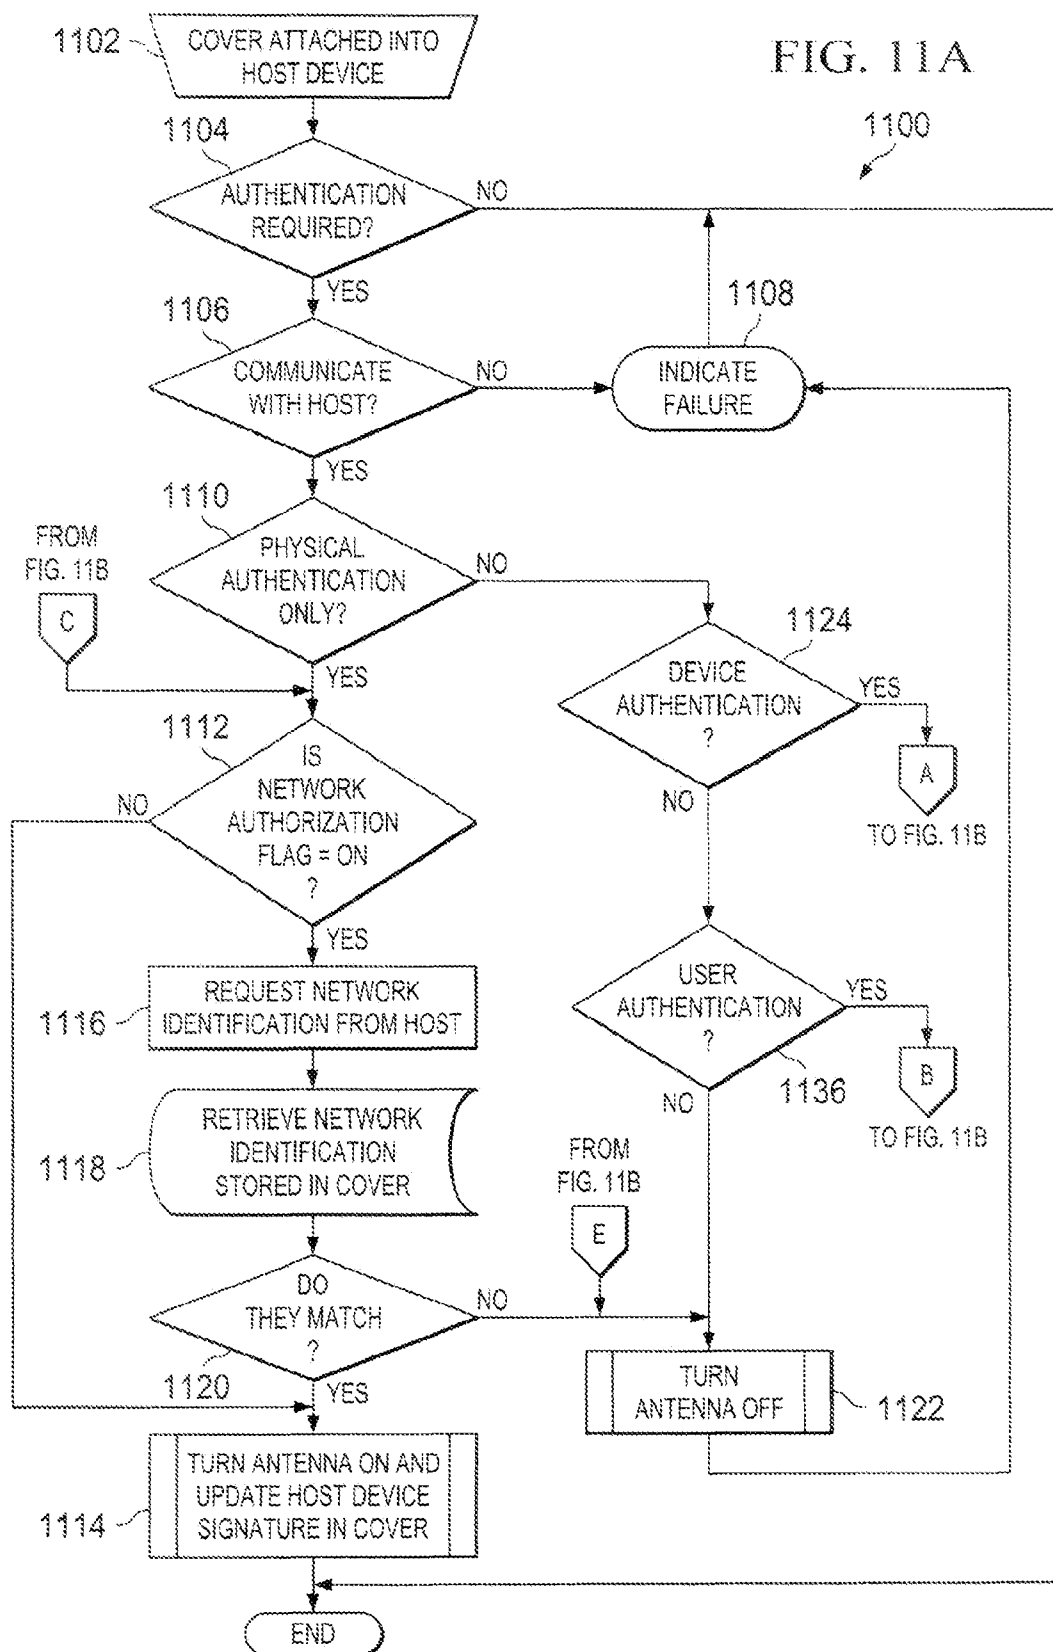 FIG. 11A
1100
1102
COVER ATTACHED INTO
HOST DEVICE
1104
AUTHENTICATION
REQUIRED?
NO
YES
1106
COMMUNICATE
WITH HOST?
NO
YES
1108
INDICATE
FAILURE
1110
PHYSICAL
AUTHENTICATION
ONLY?
NO
YES
FROM
FIG. 11B
C
1124
DEVICE
AUTHENTICATION
?
YES
NO
A
TO FIG. 11B
1112
IS
NETWORK
AUTHORIZATION
FLAG = ON
?
NO
YES
1116
REQUEST NETWORK
IDENTIFICATION FROM HOST
USER
AUTHENTICATION
?
YES
NO
1136
B
TO FIG. 11B
1118
RETRIEVE NETWORK
IDENTIFICATION
STORED IN COVER
FROM
FIG. 11B
E
DO
THEY MATCH
?
NO
1120
YES
TURN
ANTENNA OFF
1122
1114
TURN ANTENNA ON AND
UPDATE HOST DEVICE
SIGNATURE IN COVER
END